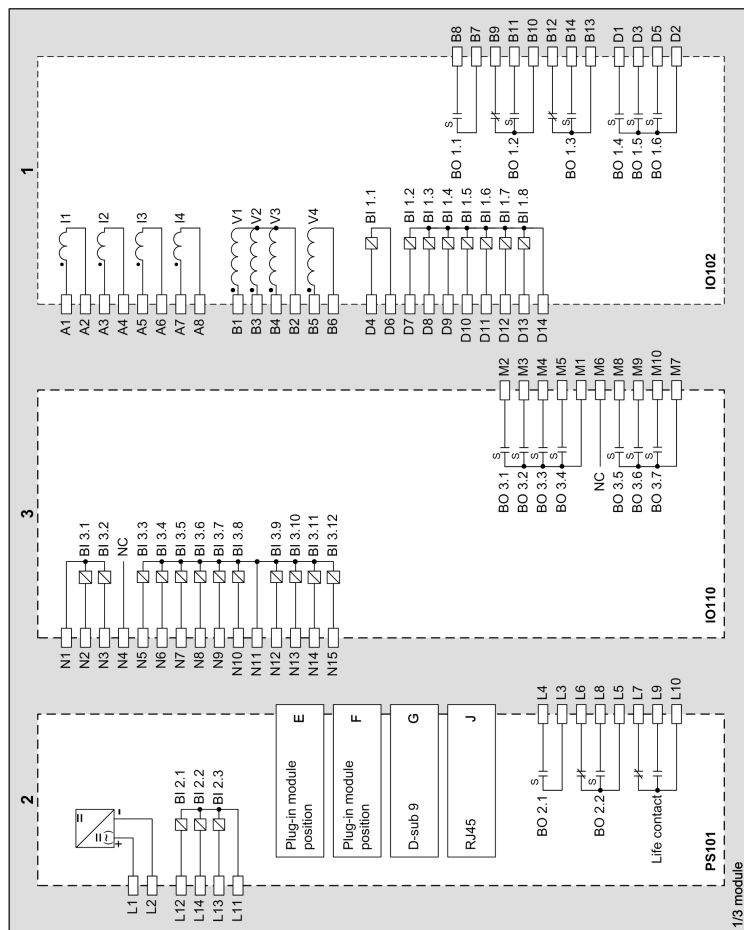 1
I1
I2
I3
I4
A1
A2
A3
A4
A5
A6
A7
A8
V1
V2
V3
V4
B1
B3
B4
B2
B5
B6
BI 1.1
BI 1.2
BI 1.3
BI 1.4
BI 1.5
BI 1.6
BI 1.7
BI 1.8
D4
D6
D7
D8
D9
D10
D11
D12
D13
D14
BO 1.1
BO 1.2
BO 1.3
BO 1.4
BO 1.5
BO 1.6
S
S
S
S
S
S
B8
B7
B9
B11
B10
B12
B14
B13
D1
D3
D5
D2
IO102
3
N1
N2
N3
N4
N5
N6
N7
N8
N9
N10
N11
N12
N13
N14
N15
BI 3.1
BI 3.2
NC
BI 3.3
BI 3.4
BI 3.5
BI 3.6
BI 3.7
BI 3.8
BI 3.9
BI 3.10
BI 3.11
BI 3.12
BO 3.1
BO 3.2
BO 3.3
BO 3.4
NC
BO 3.5
BO 3.6
BO 3.7
S
S
S
S
S
S
S
M2
M3
M4
M5
M1
M6
M8
M9
M10
M7
IO110
2
=
=
(~)
+
-
L1
L2
L12
L14
L13
L11
BI 2.1
BI 2.2
BI 2.3
Plug-in module
position
E
Plug-in module
position
F
D-sub 9
G
RJ45
J
BO 2.1
BO 2.2
Life contact
S
S
L4
L3
L6
L8
L5
L7
L9
L10
PS101
1/3 module